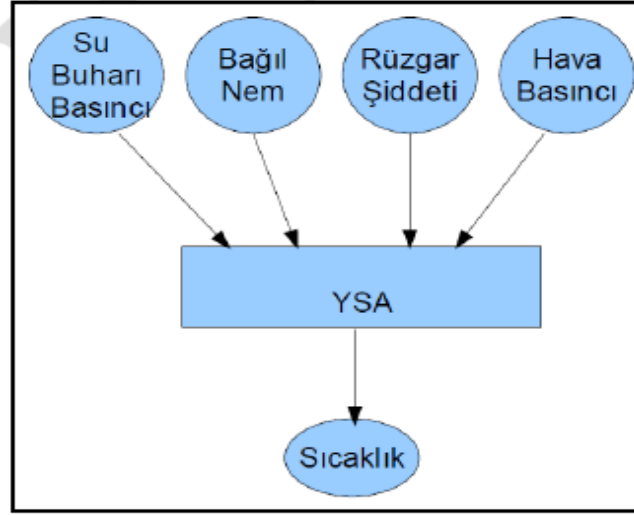 Su
Buharı
Basıncı
Bağıl
Nem
Rüzgar
Şiddeti
Hava
Basıncı
YSA
Sıcaklık